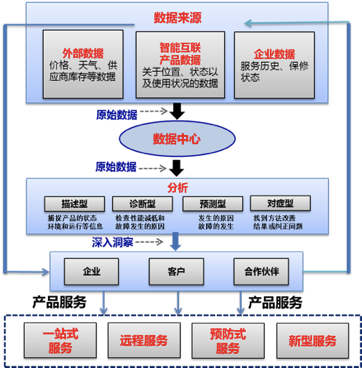 数据来源
外部数据
价格、天气、供
应商库存等数据
智能互联
产品数据
关于位置、状态以
及使用状况的数据
企业数据
服务历史、保修
状态
原始数据
数据中心
原始数据
分析
描述型
捕捉产品的状态
环境和运行等信息
诊断型
检查性能减低和
故障发生的原因
预测型
发生的原因
故障的发生
对症型
找到方法改善
结果或纠正问题
深入洞察
企业
客户
合作伙伴
产品服务
产品服务
一站式
服务
远程服务
预防式
服务
新型服务